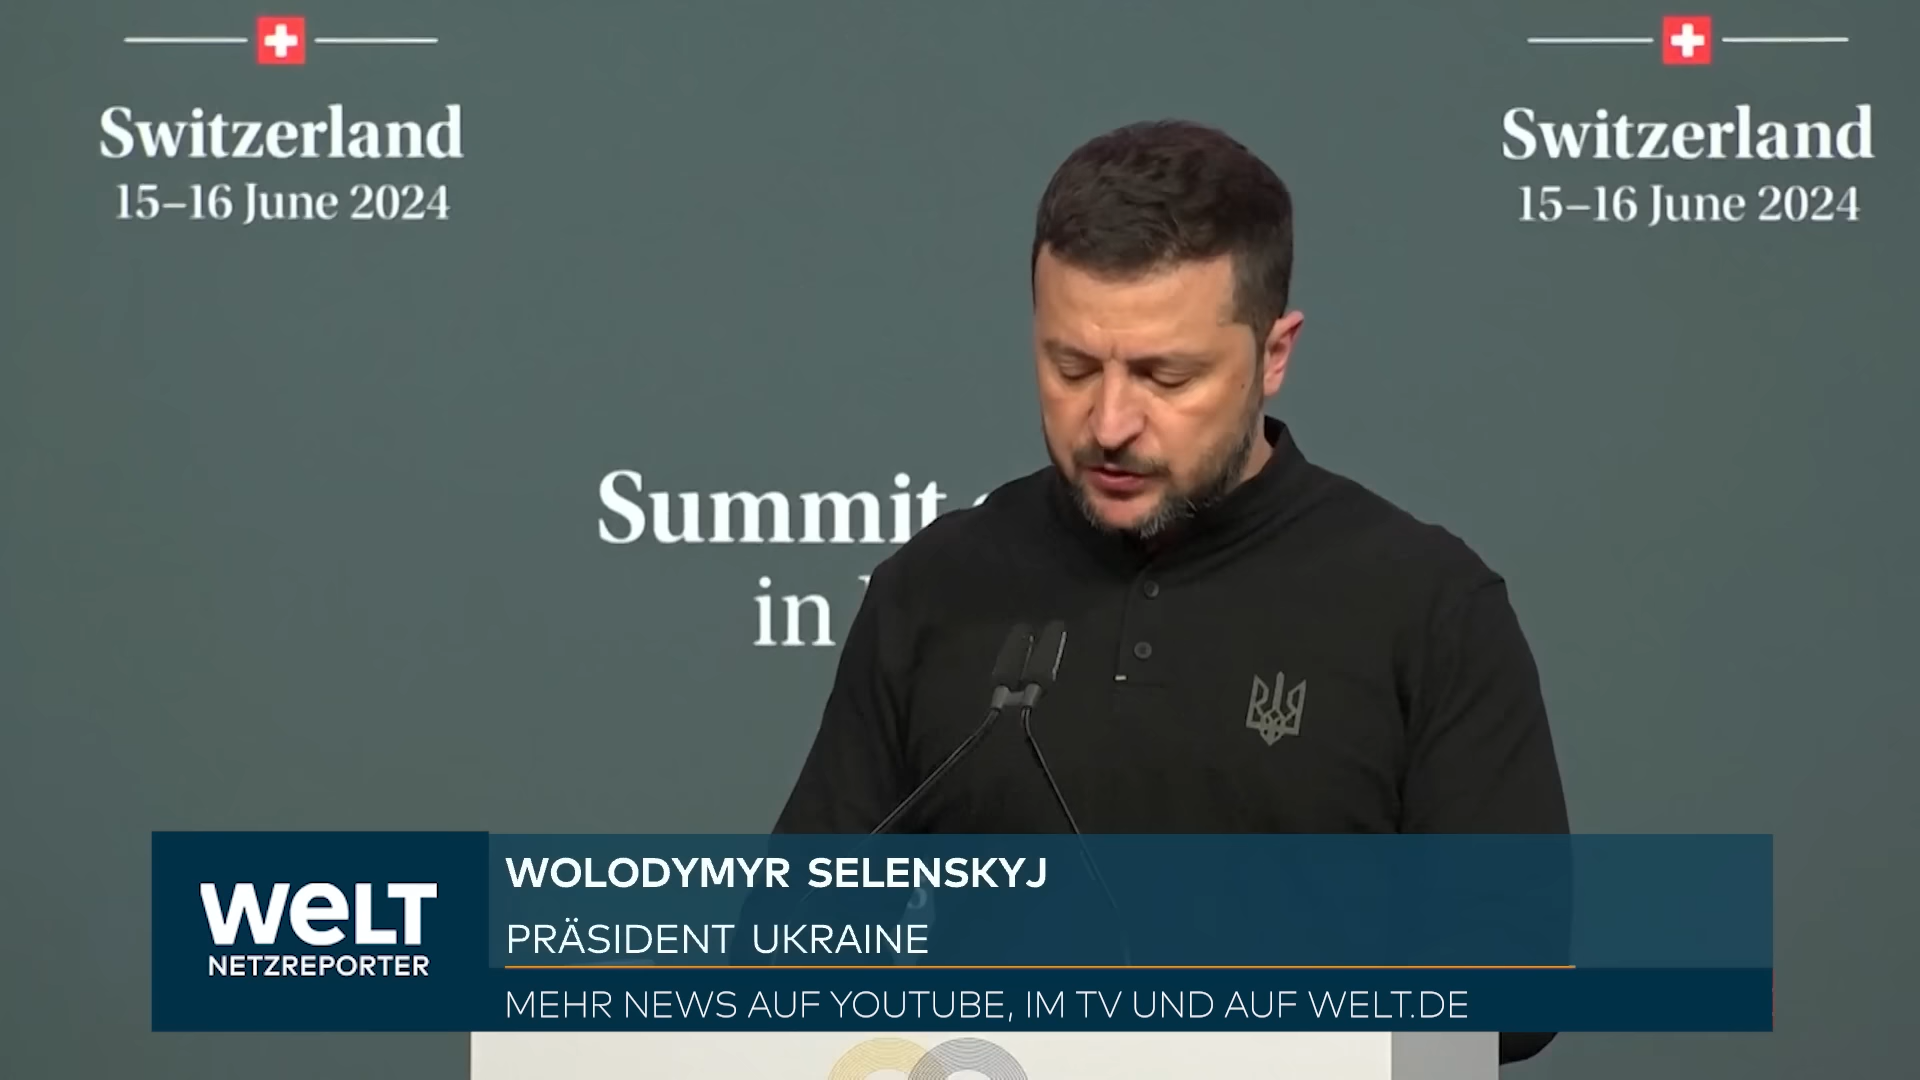 Switzerland
15–16 June 2024
Switzerland
15–16 June 2024
Summit
in
WOLODYMYR SELENSKYJ
PRÄSIDENT UKRAINE
MEHR NEWS AUF YOUTUBE, IM TV UND AUF WELT.DE
WELT
NETZREPORTER